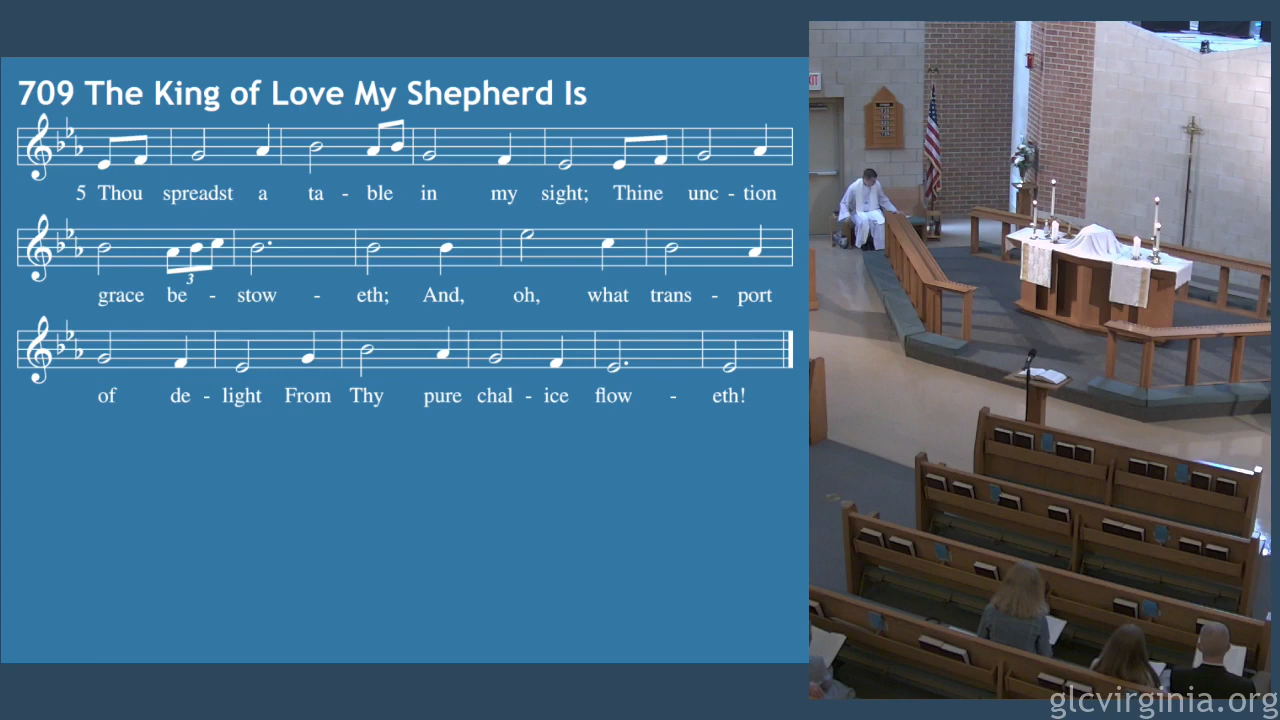 709 The King of Love My Shepherd Is
5 Thou spreadst a ta - ble in my sight; Thine unc - tion
3
grace be - stow - eth; And, oh, what trans - port
of de - light From Thy pure chal - ice flow - eth!
XIT
glcvirginia.org